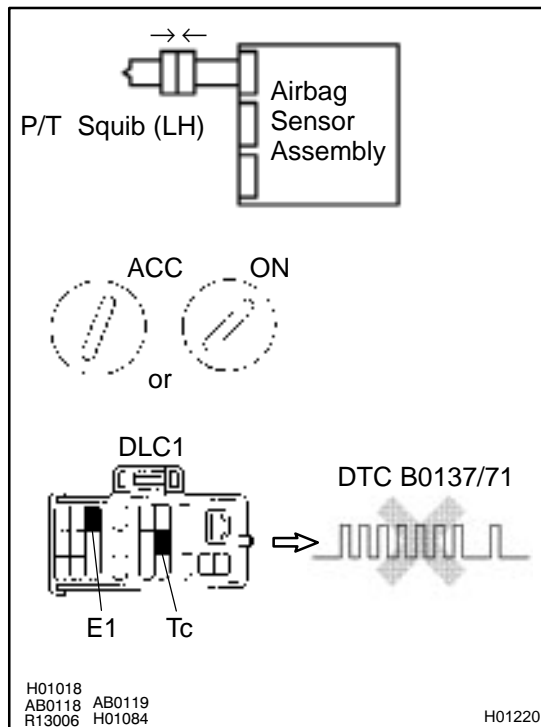 P/T Squib (LH)
Airbag
Sensor
Assembly
ACC
ON
or
DLC1
DTC B0137/71
E1
Tc
H01018
AB0118 AB0119
R13006 H01084
H01220